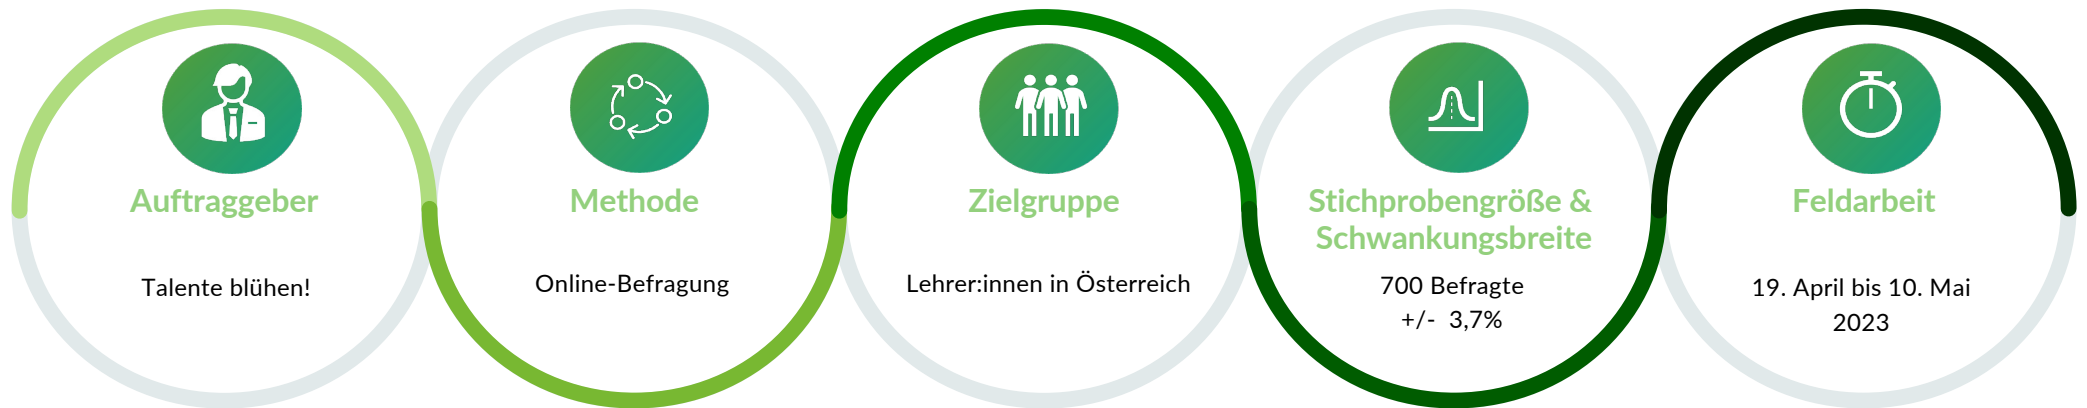 Auftraggeber
Talente blühen!
Methode
Online-Befragung
Zielgruppe
Lehrer:innen in Österreich
Stichprobengröße &
Schwankungsbreite
700 Befragte
+/-  3,7%
Feldarbeit
19. April bis 10. Mai
2023